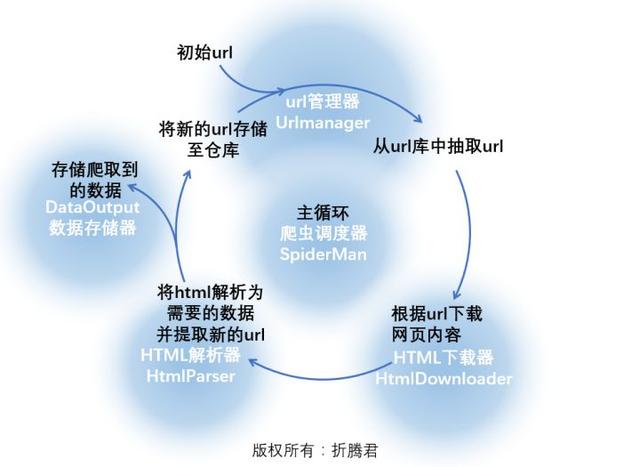 初始url
url管理器
Urlmanager
将新的url存储
至仓库
从url库中抽取url
存储爬取到
的数据
DataOutput
数据存储器
主循环
爬虫调度器
SpiderMan
将html解析为
需要的数据
并提取新的url
HTML解析器
HtmlParser
根据url下载
网页内容
HTML下载器
HtmlDownloader
版权所有：折腾君